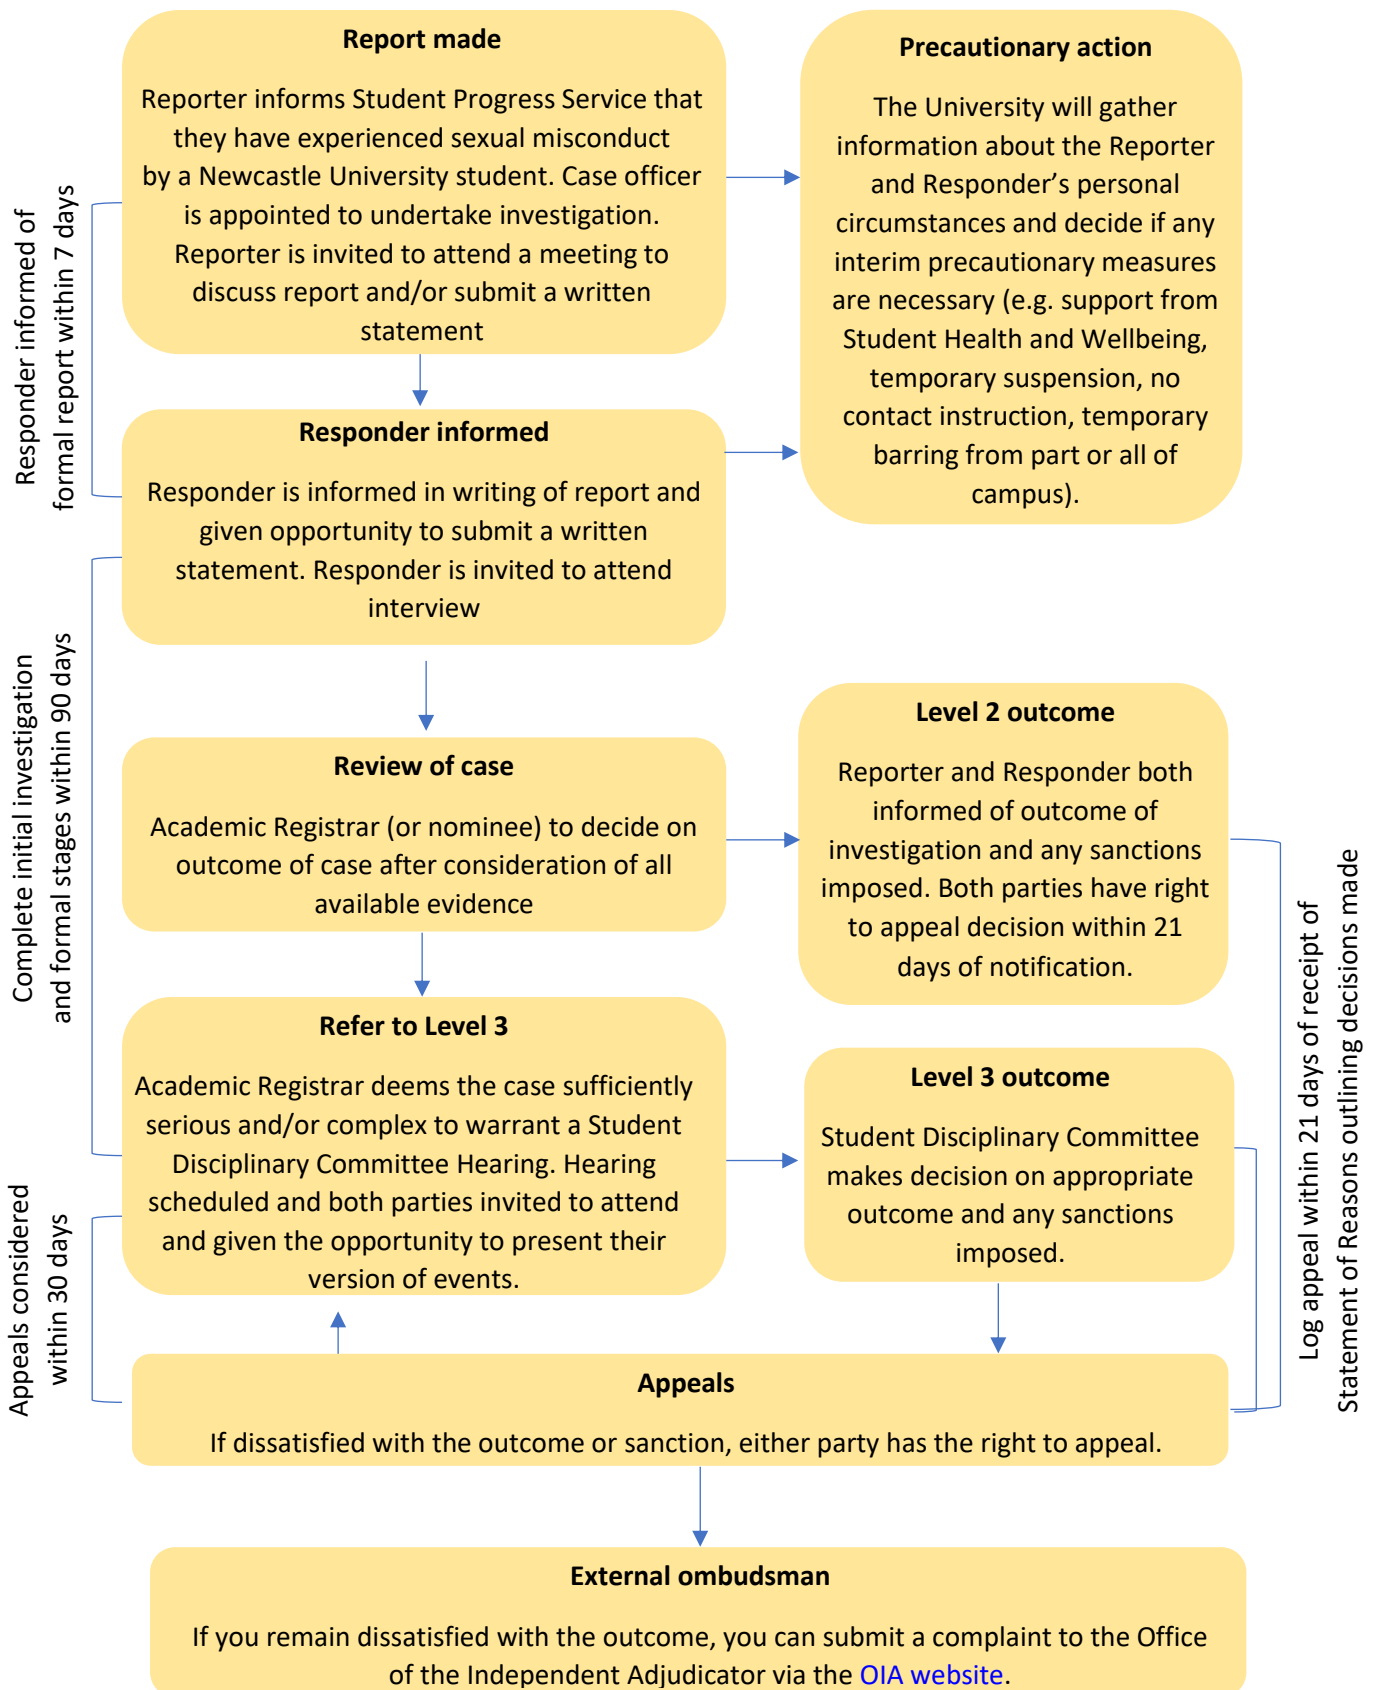 Report made
Reporter informs Student Progress Service that
they have experienced sexual misconduct
by a Newcastle University student. Case officer
is appointed to undertake investigation.
Reporter is invited to attend a meeting to
discuss report and/or submit a written
statement
Precautionary action
The University will gather
information about the Reporter
and Responder’s personal
circumstances and decide if any
interim precautionary measures
are necessary (e.g. support from
Student Health and Wellbeing,
temporary suspension, no
contact instruction, temporary
barring from part or all of
campus).
Responder informed of
formal report within 7 days
Responder informed
Responder is informed in writing of report and
given opportunity to submit a written
statement. Responder is invited to attend
interview
Complete initial investigation
and formal stages within 90 days
Review of case
Academic Registrar (or nominee) to decide on
outcome of case after consideration of all
available evidence
Level 2 outcome
Reporter and Responder both
informed of outcome of
investigation and any sanctions
imposed. Both parties have right
to appeal decision within 21
days of notification.
Refer to Level 3
Academic Registrar deems the case sufficiently
serious and/or complex to warrant a Student
Disciplinary Committee Hearing. Hearing
scheduled and both parties invited to attend
and given the opportunity to present their
version of events.
Level 3 outcome
Student Disciplinary Committee
makes decision on appropriate
outcome and any sanctions
imposed.
Log appeal within 21 days of receipt of
Statement of Reasons outlining decisions made
Appeals considered
within 30 days
Appeals
If dissatisfied with the outcome or sanction, either party has the right to appeal.
External ombudsman
If you remain dissatisfied with the outcome, you can submit a complaint to the Office
of the Independent Adjudicator via the OIA website.